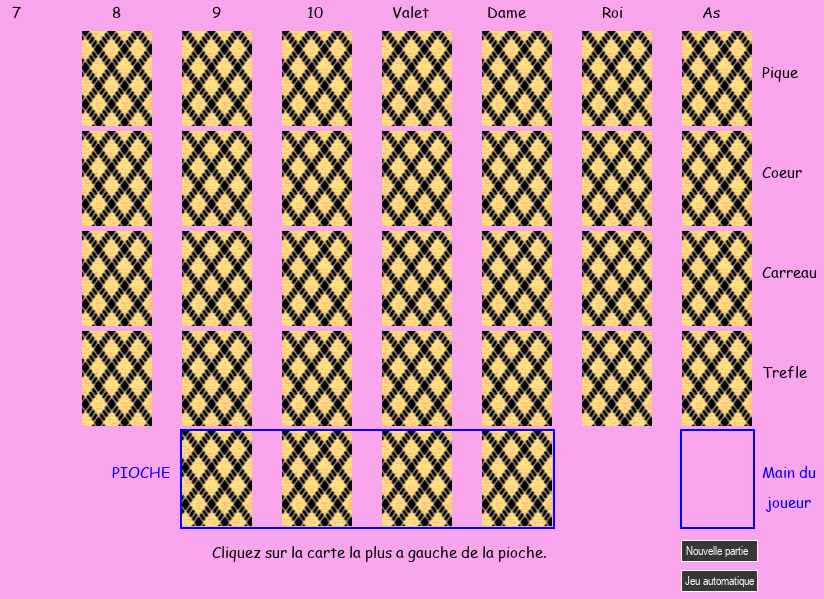 7 8 9 10 Valet Dame Roi As
Pique
Coeur
Carreau
Trefle
PIOCHE
Main du
joueur
Cliquez sur la carte la plus a gauche de la pioche.
Nouvelle partie
Jeu automatique